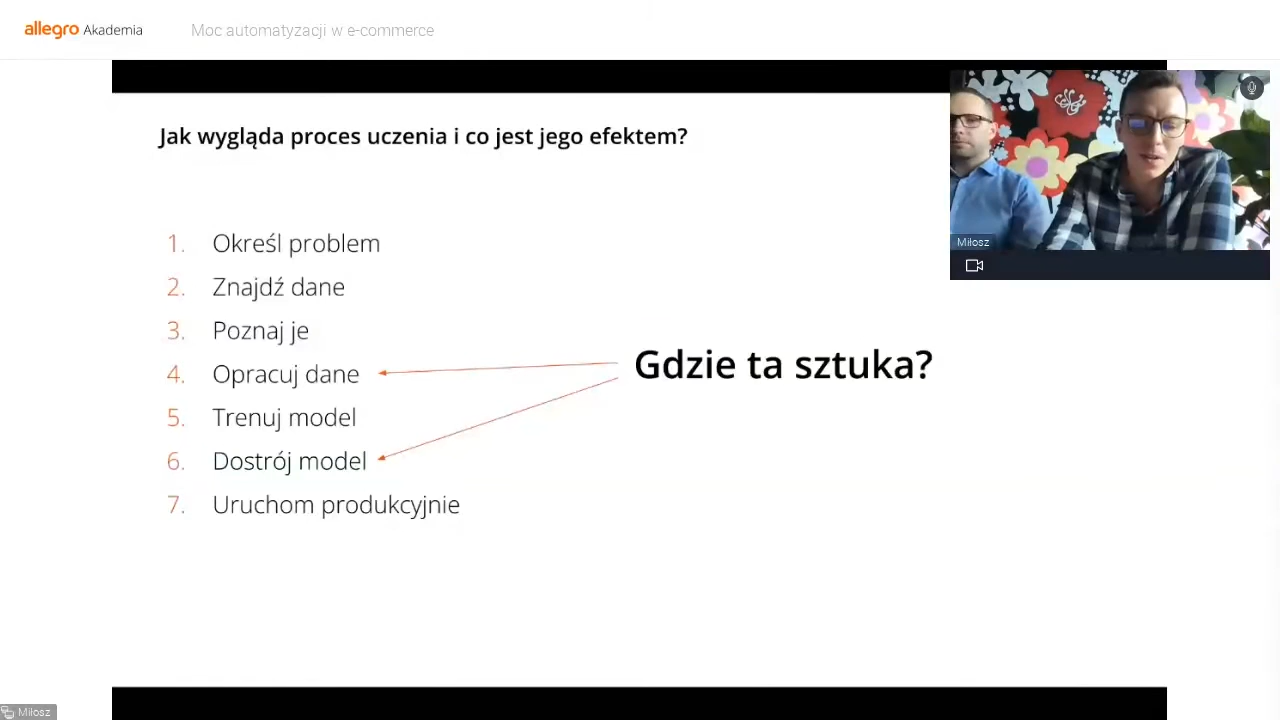 allegro Akademia
Moc automatyzacji w e-commerce
Jak wygląda proces uczenia i co jest jego efektem?
1. Określ problem
2. Znajdź dane
3. Poznaj je
4. Opracuj dane
5. Trenuj model
6. Dostrój model
7. Uruchom produkcyjnie
Gdzie ta sztuka?
Miłosz
Miłosz